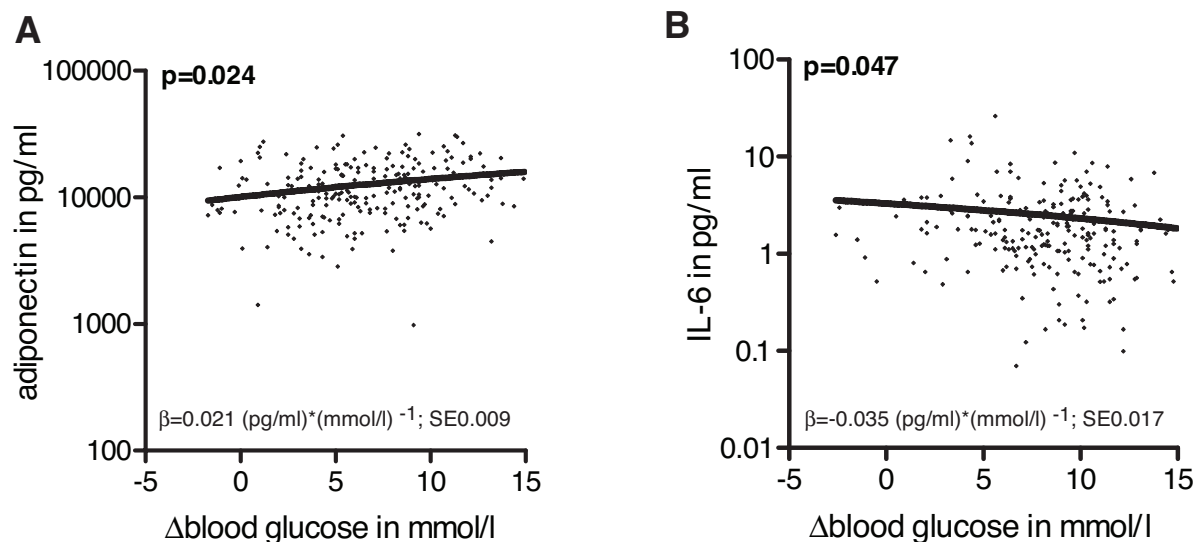 A
p=0.024
100000
10000
1000
100
adiponectin in pg/ml
β=0.021 (pg/ml)*(mmol/l) -1; SE0.009
-5 0 5 10 15
Δblood glucose in mmol/l
B
p=0.047
100
10
1
0.1
0.01
IL-6 in pg/ml
β=-0.035 (pg/ml)*(mmol/l) -1; SE0.017
-5 0 5 10 15
Δblood glucose in mmol/l